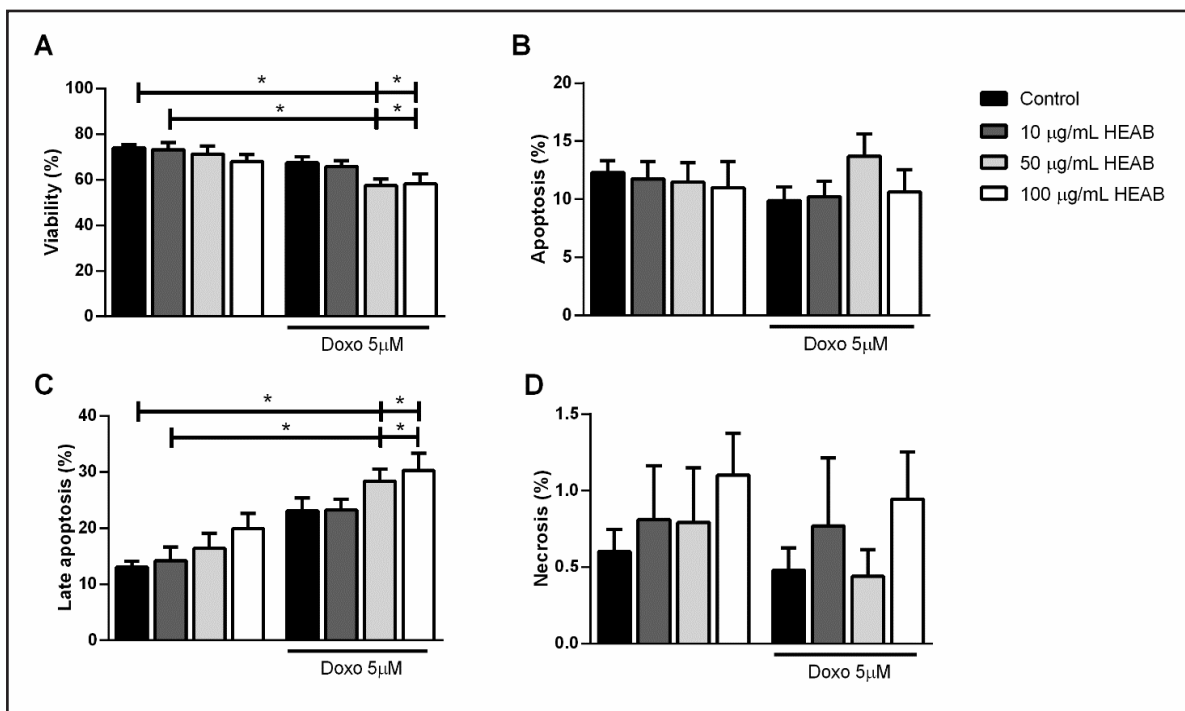 A
Viability (%)
100
80
60
40
20
0
* *
* *
Doxo 5μM
B
Apoptosis (%)
20
15
10
5
0
Doxo 5μM
Control
10 μg/mL HEAB
50 μg/mL HEAB
100 μg/mL HEAB
C
Late apoptosis (%)
40
30
20
10
0
* *
* *
Doxo 5μM
D
Necrosis (%)
1.5
1.0
0.5
0.0
Doxo 5μM